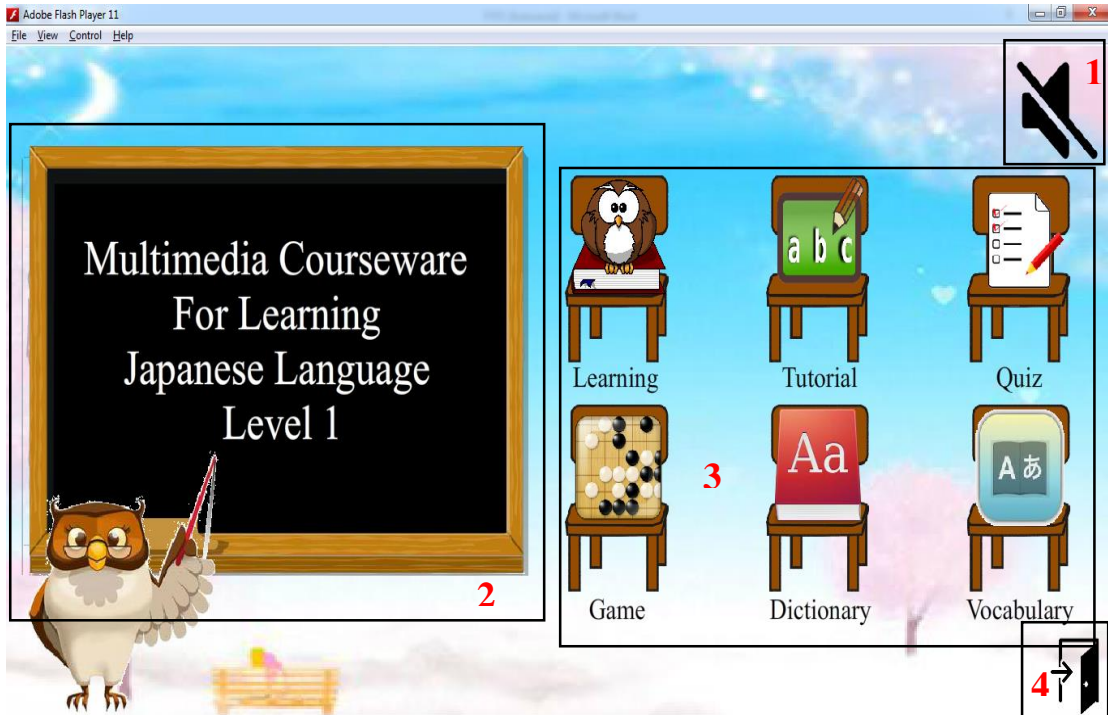 Adobe Flash Player 11
File View Control Help
1
Multimedia Courseware
For Learning
Japanese Language
Level 1
2
a b c
Learning
Tutorial
Quiz
Aa
A あ
3
Game
Dictionary
Vocabulary
4